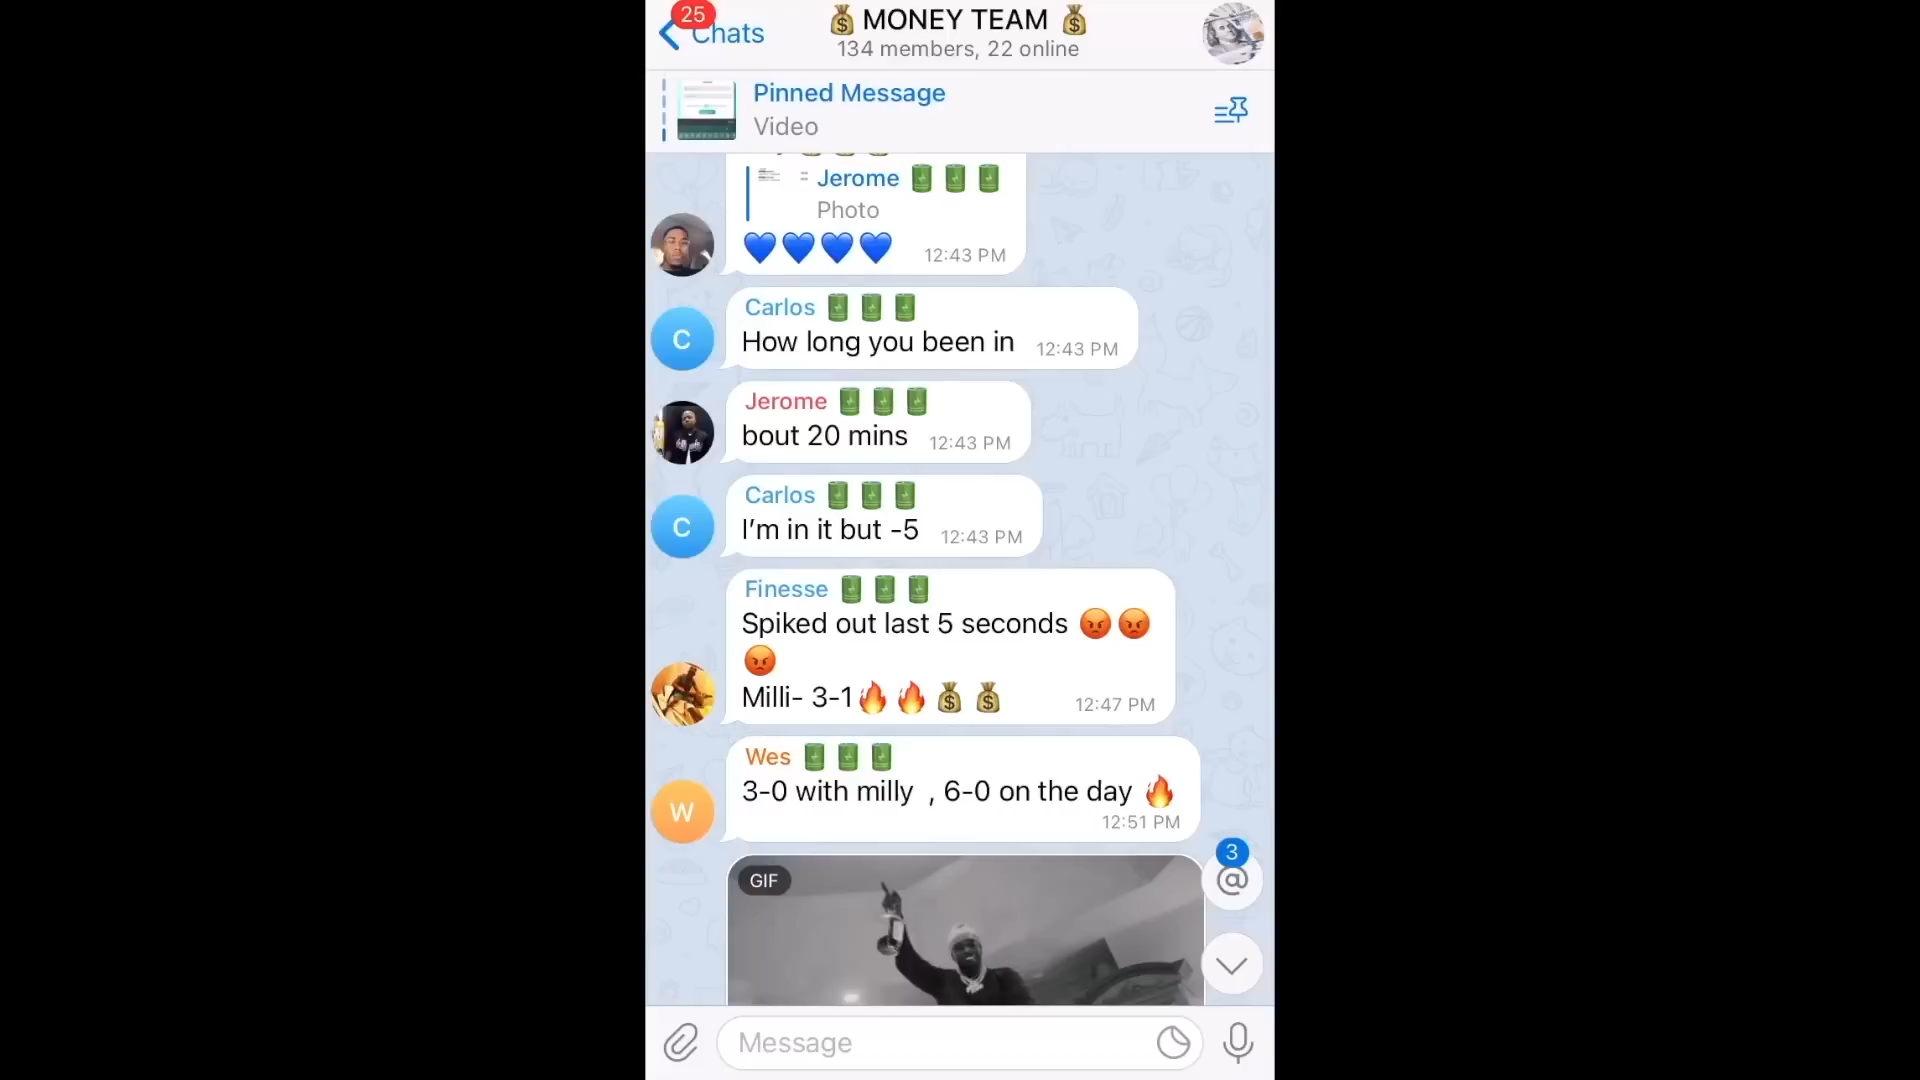 25
Chats
💰 MONEY TEAM 💰
134 members, 22 online
Pinned Message
Video
Jerome 🔋 🔋 🔋
Photo
💙💙💙💙 12:43 PM
Carlos 🔋 🔋 🔋
How long you been in 12:43 PM
Jerome 🔋 🔋 🔋
bout 20 mins 12:43 PM
Carlos 🔋 🔋 🔋
I’m in it but -5 12:43 PM
Finesse 🔋 🔋 🔋
Spiked out last 5 seconds 😡😡
😡
Milli- 3-1🔥🔥💰💰 12:47 PM
Wes 🔋 🔋 🔋
3-0 with milly , 6-0 on the day 🔥
12:51 PM
GIF
3
@
Message
C
C
W